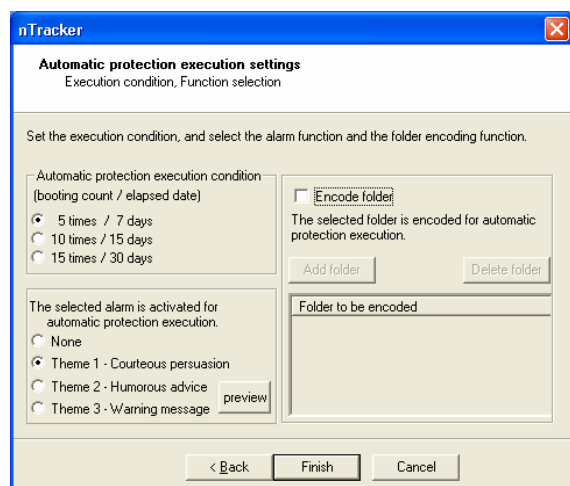 nTracker
Automatic protection execution settings
Execution condition, Function selection
Set the execution condition, and select the alarm function and the folder encoding function.
Automatic protection execution condition
(booting count / elapsed date)
5 times / 7 days
10 times / 15 days
15 times / 30 days
The selected alarm is activated for
automatic protection execution.
None
Theme 1 - Courteous persuasion
Theme 2 - Humorous advice
Theme 3 - Warning message
preview
Encode folder
The selected folder is encoded for automatic
protection execution.
Add folder
Delete folder
Folder to be encoded
< Back
Finish
Cancel